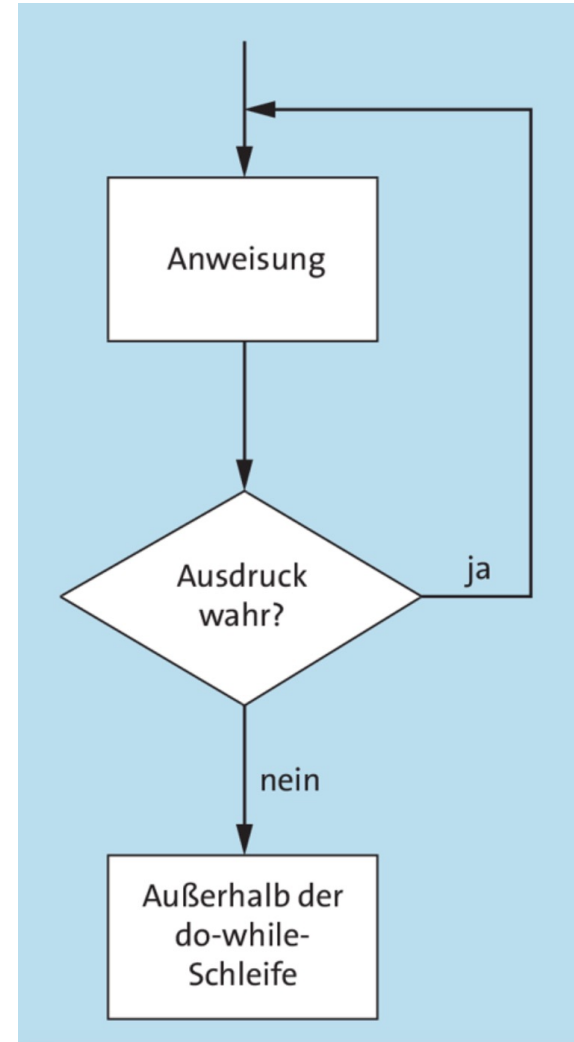 Anweisung
Ausdruck
wahr?
ja
nein
Außerhalb der
do-while-
Schleife